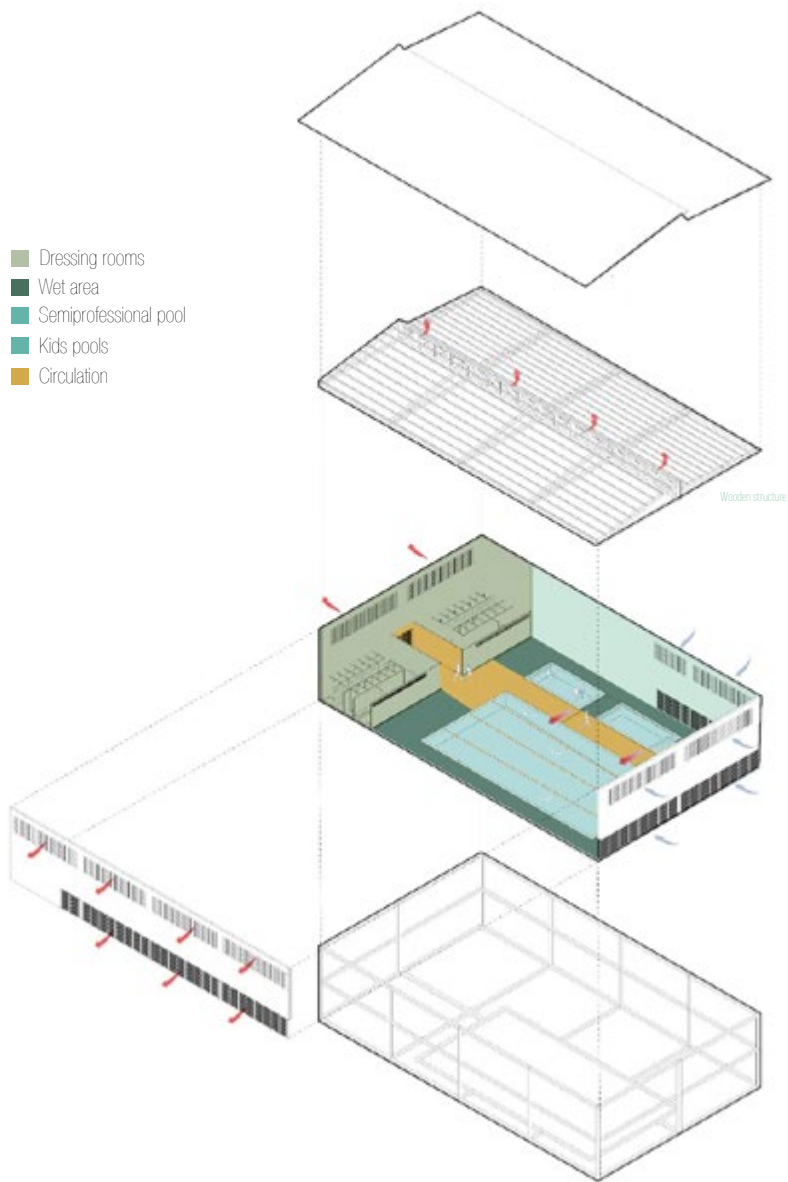 Dressing rooms
Wet area
Semiprofessional pool
Kids pools
Circulation
Wooden structure